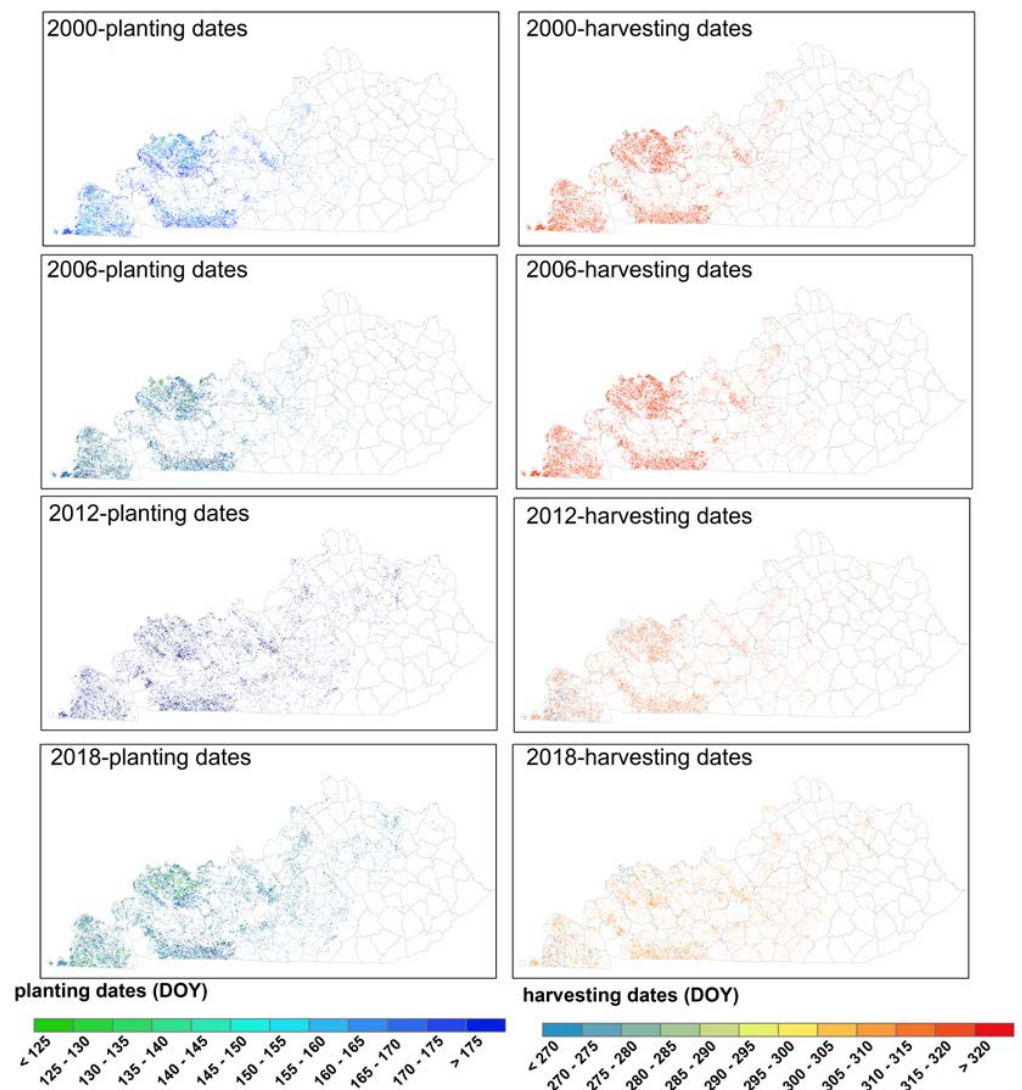 2000-planting dates
2000-harvesting dates
2006-planting dates
2006-harvesting dates
2012-planting dates
2012-harvesting dates
2018-planting dates
2018-harvesting dates
planting dates (DOY)
harvesting dates (DOY)
< 125
125 - 130
130 - 135
135 - 140
140 - 145
145 - 150
150 - 155
155 - 160
160 - 165
165 - 170
170 - 175
> 175
< 270
270 - 275
275 - 280
280 - 285
285 - 290
290 - 295
295 - 300
300 - 305
305 - 310
310 - 315
315 - 320
> 320